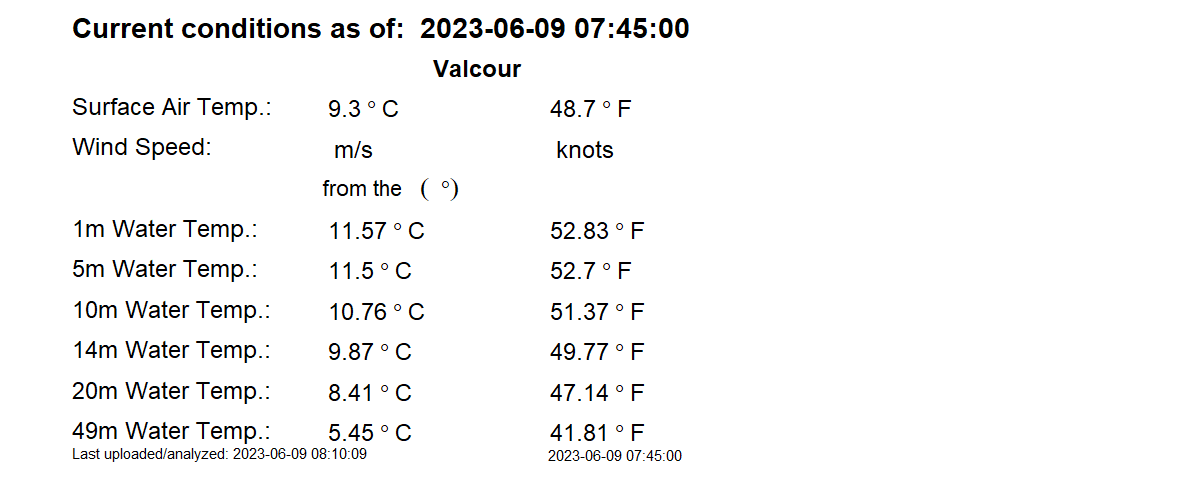 Current conditions as of: 2023-06-09 07:45:00
Valcour
Surface Air Temp.: 9.3 ° C 48.7 ° F
Wind Speed: m/s knots
from the ( °)
1m Water Temp.: 11.57 ° C 52.83 ° F
5m Water Temp.: 11.5 ° C 52.7 ° F
10m Water Temp.: 10.76 ° C 51.37 ° F
14m Water Temp.: 9.87 ° C 49.77 ° F
20m Water Temp.: 8.41 ° C 47.14 ° F
49m Water Temp.: 5.45 ° C 41.81 ° F
Last uploaded/analyzed: 2023-06-09 08:10:09 2023-06-09 07:45:00